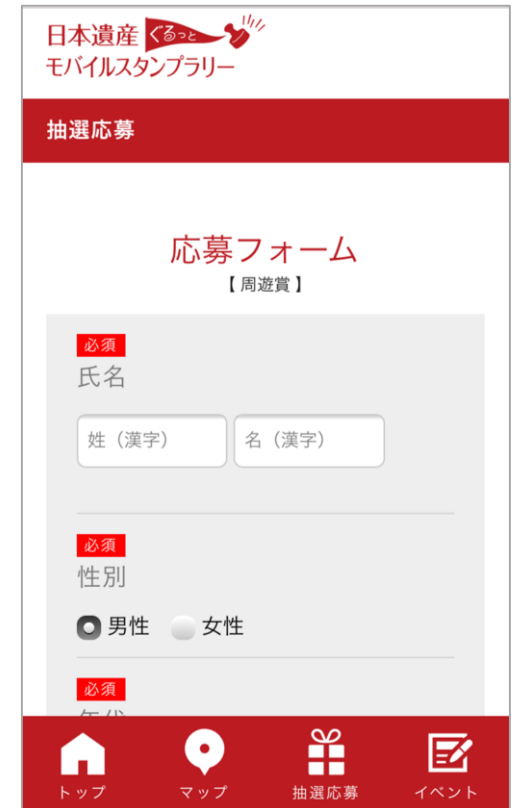 日本遺産 ぐるっと
モバイルスタンプラリー
抽選応募
応募フォーム
【 周遊賞 】
必須
氏名
姓（漢字） 名（漢字）
必須
性別
男性 女性
必須
年代
トップ マップ 抽選応募 イベント